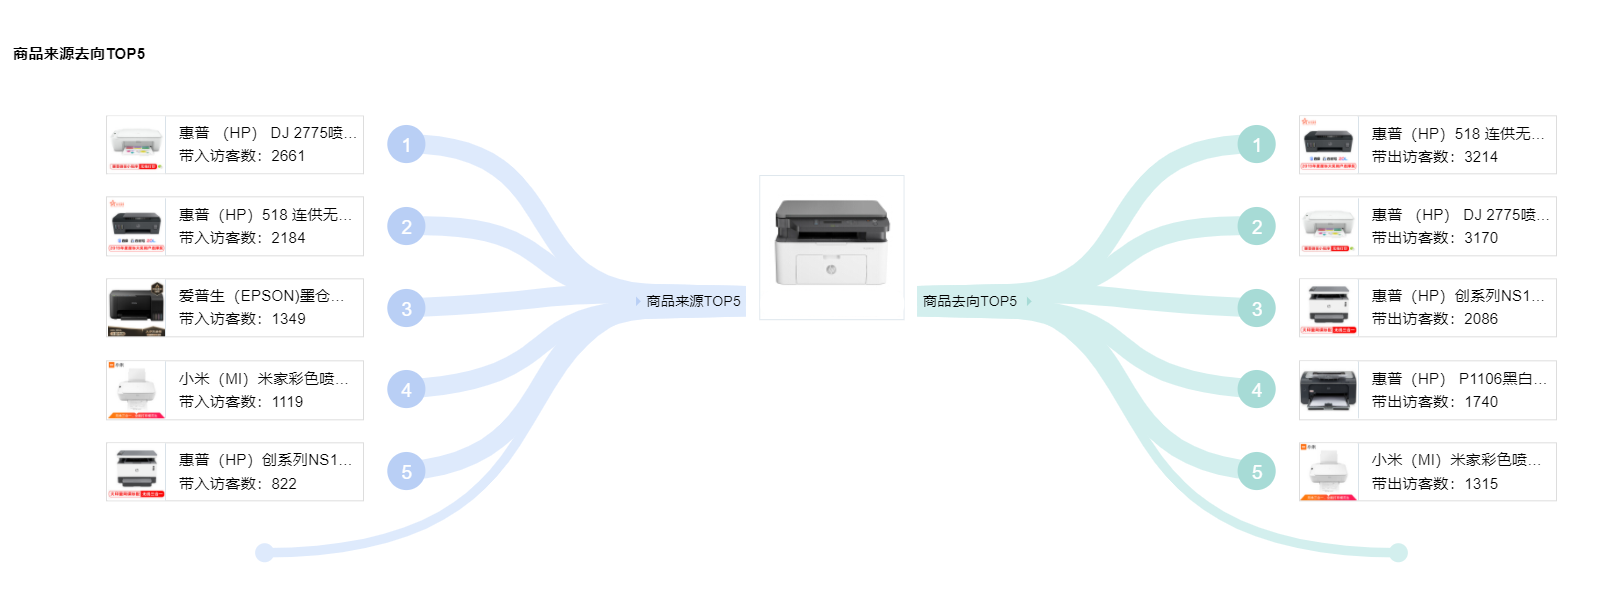 商品来源去向TOP5
惠普 （HP） DJ 2775喷...
带入访客数：2661
1
惠普（HP）518 连供无...
带入访客数：2184
2
爱普生（EPSON)墨仓...
带入访客数：1349
3
小米（MI）米家彩色喷...
带入访客数：1119
4
惠普（HP）创系列NS1...
带入访客数：822
5
商品来源TOP5
商品去向TOP5
1
惠普（HP）518 连供无...
带出访客数：3214
2
惠普 （HP） DJ 2775喷...
带出访客数：3170
3
惠普（HP）创系列NS1...
带出访客数：2086
4
惠普（HP） P1106黑白...
带出访客数：1740
5
小米（MI）米家彩色喷...
带出访客数：1315